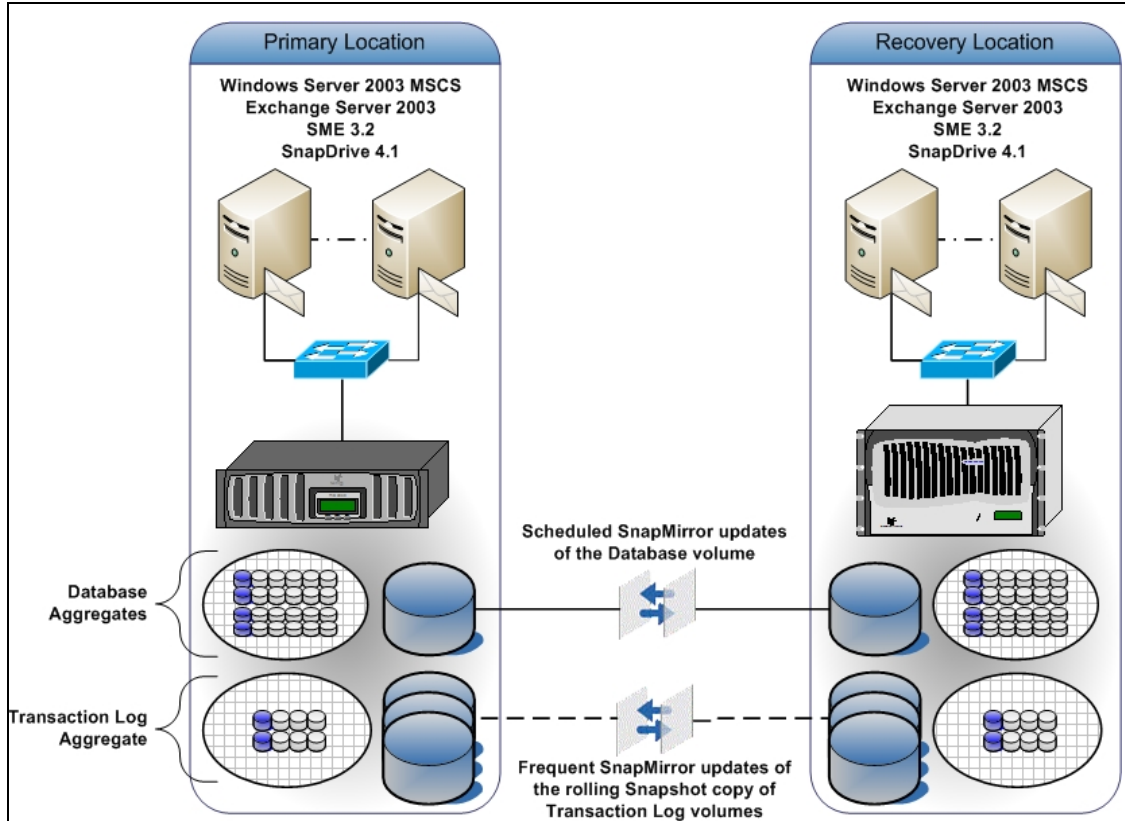 Primary Location
Windows Server 2003 MSCS
Exchange Server 2003
SME 3.2
SnapDrive 4.1
Recovery Location
Windows Server 2003 MSCS
Exchange Server 2003
SME 3.2
SnapDrive 4.1
Scheduled SnapMirror updates
of the Database volume
Database
Aggregates
Transaction Log
Aggregate
Frequent SnapMirror updates of
the rolling Snapshot copy of
Transaction Log volumes